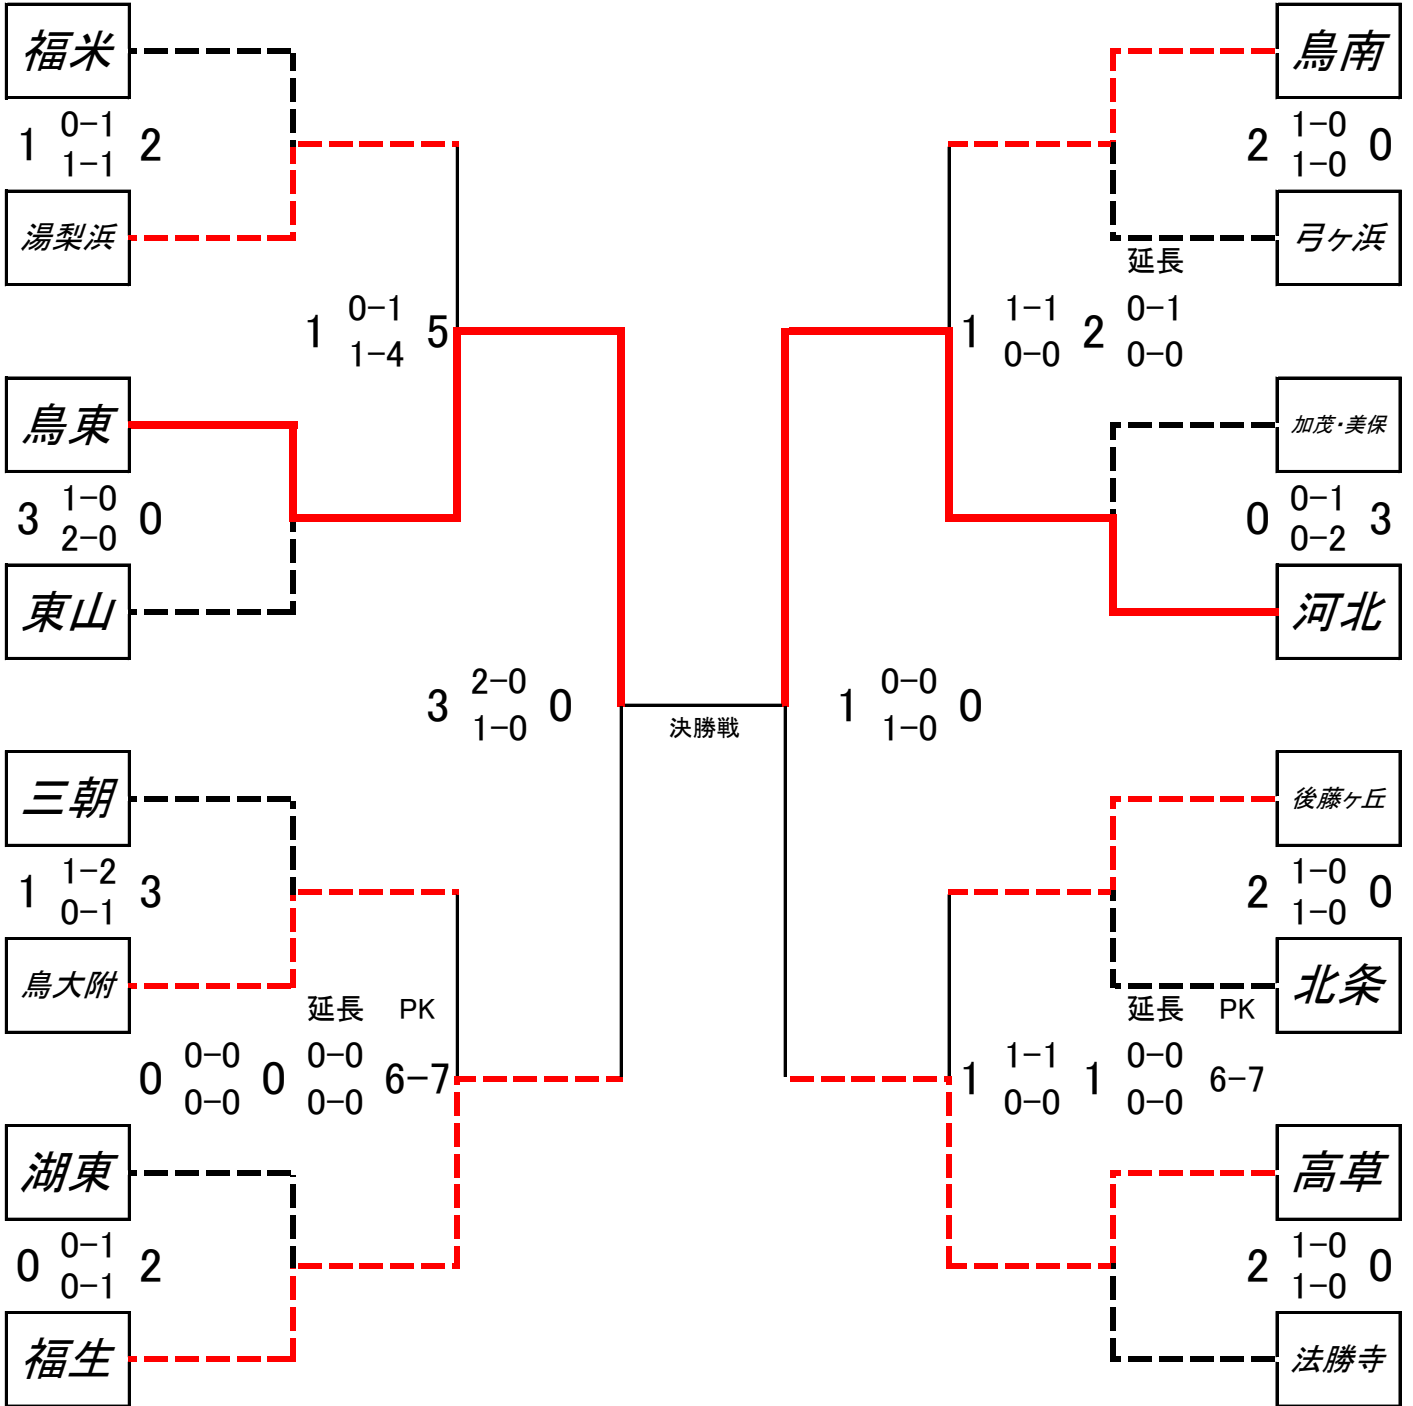 福米
1 0-1 2
1-1
湯梨浜
1 0-1 5
1-4
鳥東
3 1-0 0
2-0
東山
3 2-0 0
1-0
三朝
1 1-2 3
0-1
鳥大附
延長 PK
0 0-0 0 0-0 6-7
0-0 0-0
湖東
0 0-1 2
0-1
福生
決勝戦
鳥南
2 1-0 0
1-0
弓ヶ浜
延長
1 1-1 2 0-1
0-0 0-0
加茂・美保
0 0-1 3
0-2
河北
1 0-0 0
1-0
後藤ヶ丘
2 1-0 0
1-0
北条
延長 PK
1 1-1 1 0-0 6-7
0-0 0-0
高草
2 1-0 0
1-0
法勝寺